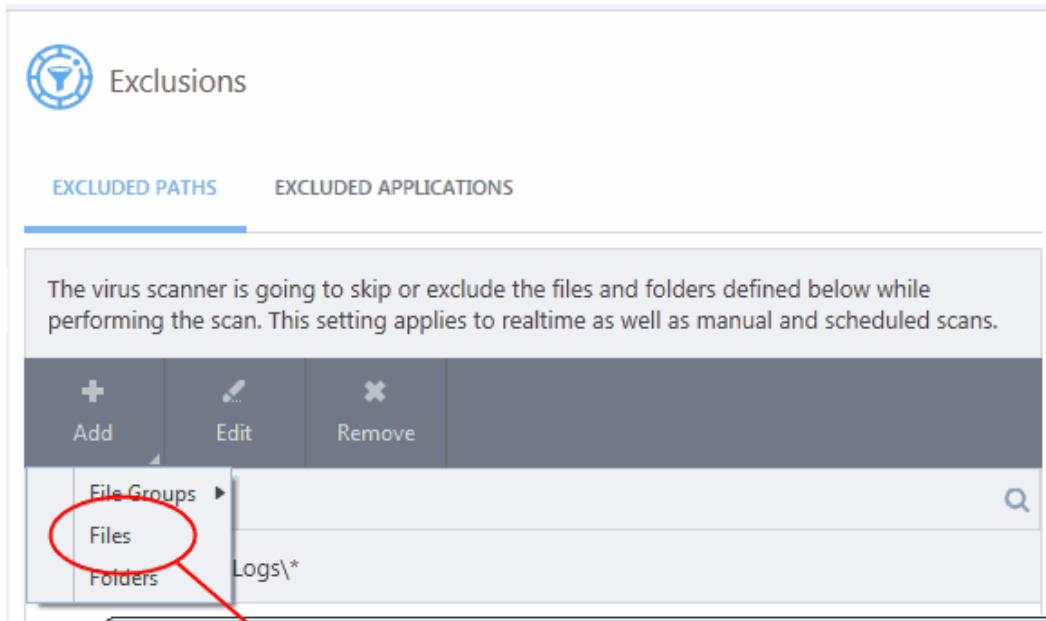 Exclusions
EXCLUDED PATHS EXCLUDED APPLICATIONS
The virus scanner is going to skip or exclude the files and folders defined below while
performing the scan. This setting applies to realtime as well as manual and scheduled scans.
Add Edit Remove
File Groups
Files
Folders
Logs\*